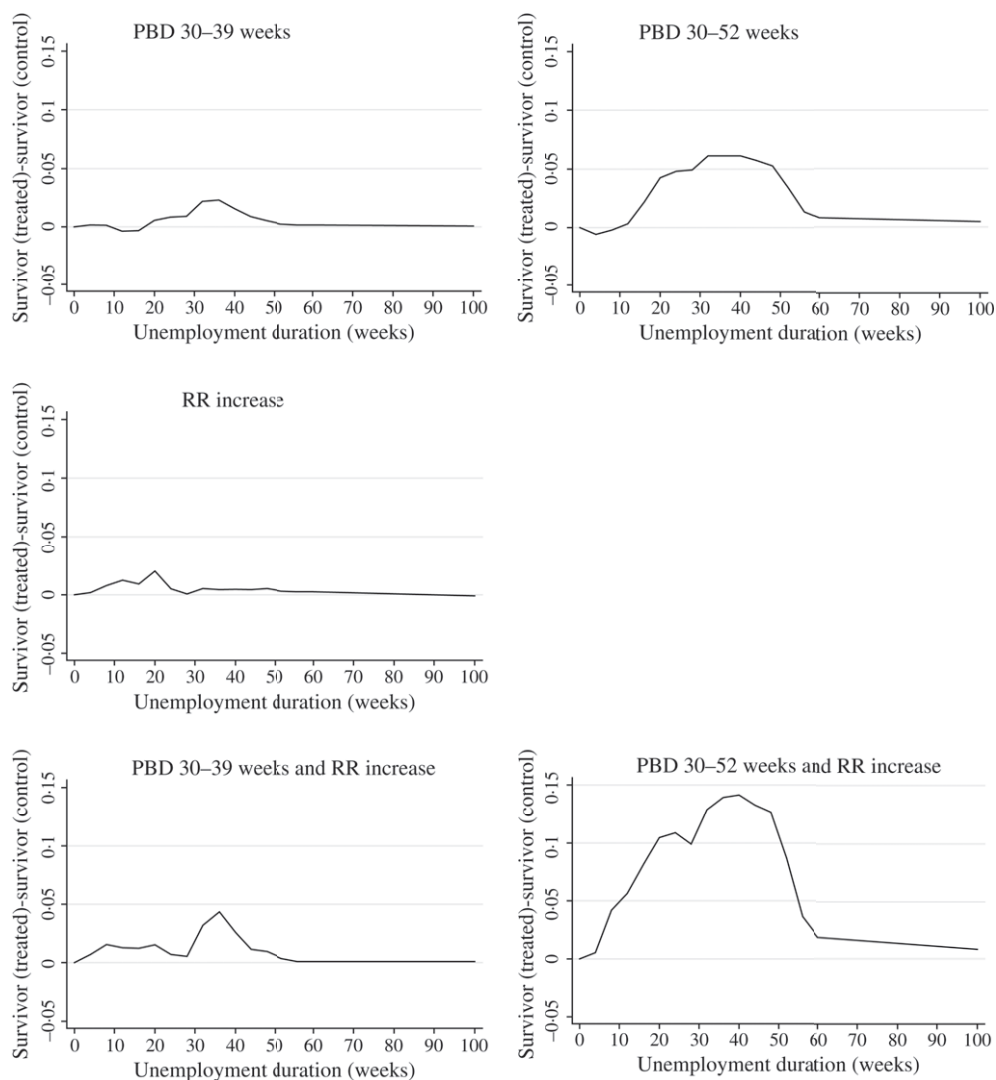 PBD 30–39 weeks
Survivor (treated)-survivor (control)
0·15
0·1
0·05
0
−0·05
0 10 20 30 40 50 60 70 80 90 100
Unemployment duration (weeks)
PBD 30–52 weeks
Survivor (treated)-survivor (control)
0·15
0·1
0·05
0
−0·05
0 10 20 30 40 50 60 70 80 90 100
Unemployment duration (weeks)
RR increase
Survivor (treated)-survivor (control)
0·15
0·1
0·05
0
−0·05
0 10 20 30 40 50 60 70 80 90 100
Unemployment duration (weeks)
PBD 30–39 weeks and RR increase
Survivor (treated)-survivor (control)
0·15
0·1
0·05
0
−0·05
0 10 20 30 40 50 60 70 80 90 100
Unemployment duration (weeks)
PBD 30–52 weeks and RR increase
Survivor (treated)-survivor (control)
0·15
0·1
0·05
0
−0·05
0 10 20 30 40 50 60 70 80 90 100
Unemployment duration (weeks)